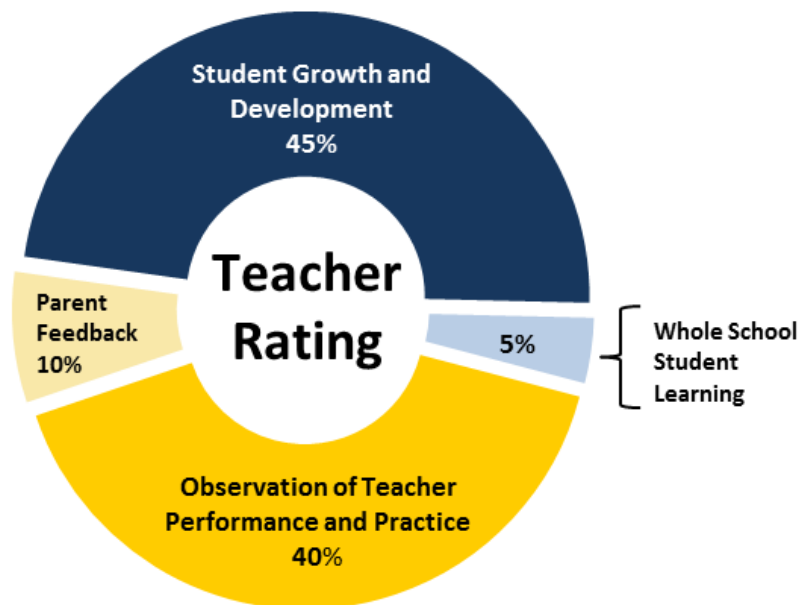 Student Growth and
Development
45%
Teacher
Rating
Parent
Feedback
10%
5%
Whole School
Student
Learning
Observation of Teacher
Performance and Practice
40%